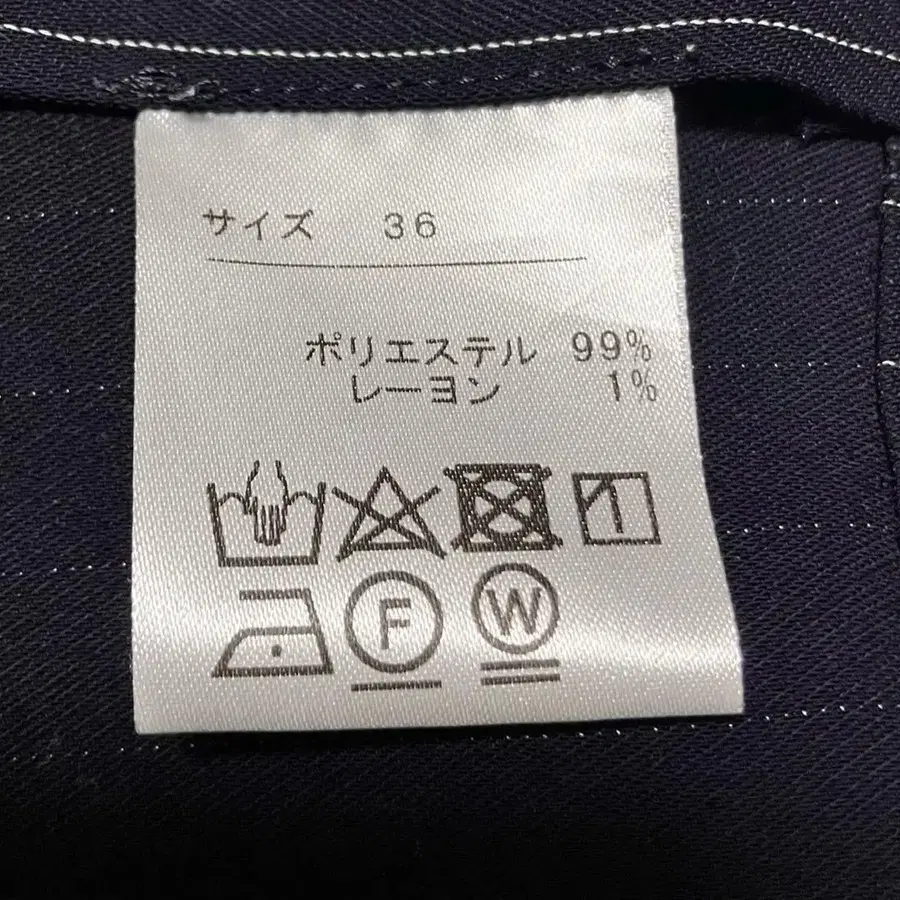 サイズ 36
ポリエステル 99%
レーヨン 1%
F
W